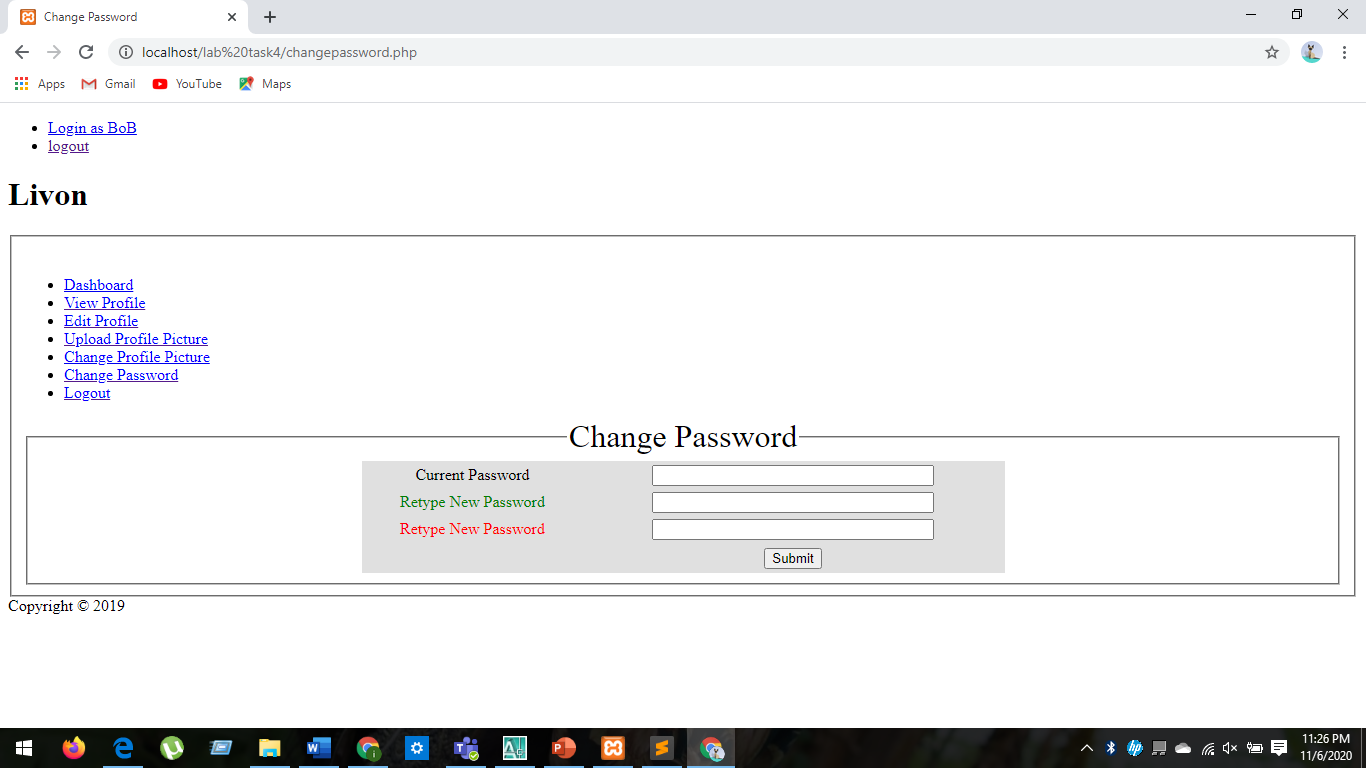 Change Password
localhost/lab%20task4/changepassword.php
Apps Gmail YouTube Maps
Login as BoB
logout
Livon
Dashboard
View Profile
Edit Profile
Upload Profile Picture
Change Profile Picture
Change Password
Logout
Change Password
Current Password
Retype New Password
Retype New Password
Submit
Copyright © 2019
11:26 PM
11/6/2020